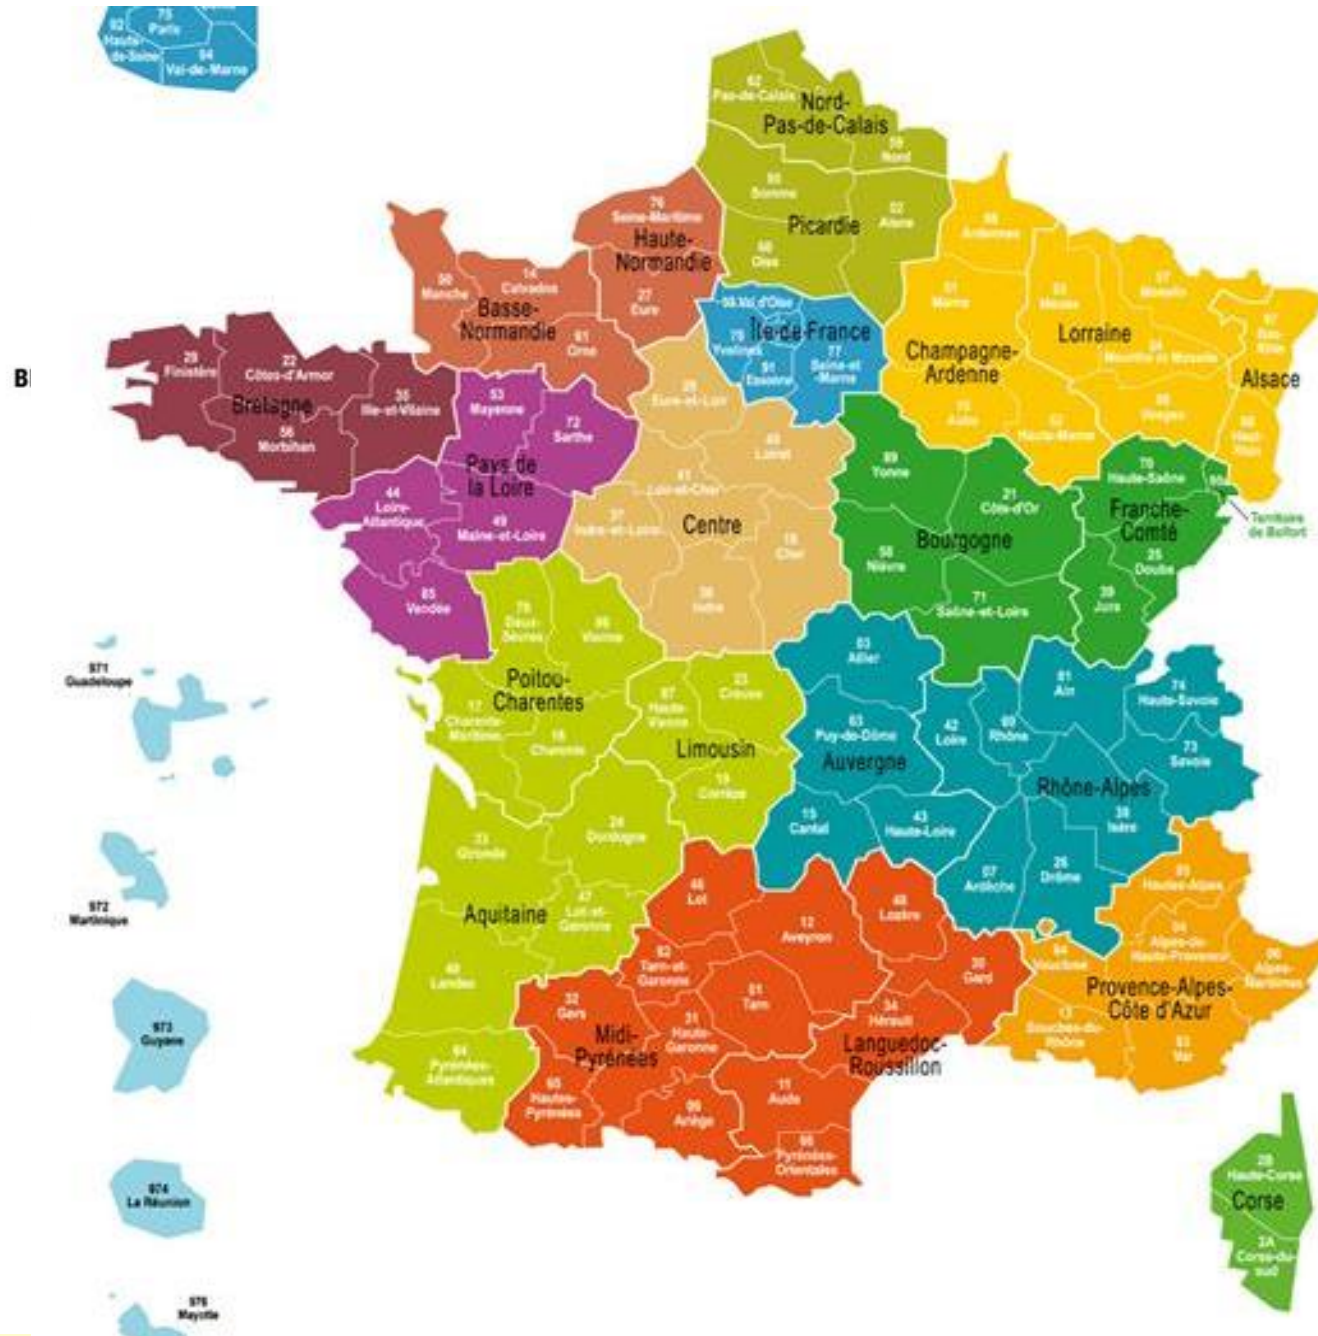 75
Paris
92
Haute-
de-Seine
94
Val-de-Marne
62
Pas-de-Calais
Nord-
Pas-de-Calais
59
Nord
80
Somme
Picardie
02
Aisne
60
Oise
76
Seine-Maritime
Haute-
Normandie
27
Eure
50
Manche
14
Calvados
Basse-
Normandie
61
Orne
Val d'Oise
Île-de-France
78
Yvelines
91
Essonne
77
Seine-et
-Marne
08
Ardennes
51
Marne
Champagne-
Ardenne
10
Aube
52
Haute-Marne
55
Meuse
57
Moselle
Lorraine
54
Meurthe et Moselle
88
Vosges
67
Bas-
Rhin
Alsace
68
Haut-
Rhin
29
Finistère
22
Côtes-d'Armor
Bretagne
35
Ille-et-Vilaine
56
Morbihan
53
Mayenne
72
Sarthe
Pays de
la Loire
44
Loire-
Atlantique
49
Maine-et-Loire
85
Vendée
28
Eure-et-Loir
45
Loiret
41
Loir-et-Cher
37
Indre-et-Loire
Centre
18
Cher
36
Indre
89
Yonne
21
Côte-d'Or
Bourgogne
58
Nièvre
71
Saône-et-Loire
70
Haute-Saône
90
Franche-
Comté
Territoire
de Belfort
25
Doubs
39
Jura
79
Deux-
Sèvres
86
Vienne
Poitou-
Charentes
17
Charente-
Maritime
16
Charente
87
Haute-
Vienne
23
Creuse
Limousin
19
Corrèze
03
Allier
63
Puy-de-Dôme
Auvergne
15
Cantal
43
Haute-Loire
42
Loire
69
Rhône
01
Ain
74
Haute-Savoie
73
Savoie
Rhône-Alpes
38
Isère
07
Ardèche
26
Drôme
33
Gironde
24
Dordogne
47
Lot-et-
Garonne
Aquitaine
40
Landes
64
Pyrénées-
Atlantiques
46
Lot
12
Aveyron
82
Tarn-et-
Garonne
81
Tarn
32
Gers
31
Haute-
Garonne
Midi-
Pyrénées
65
Hautes-
Pyrénées
09
Ariège
48
Lozère
30
Gard
34
Hérault
Languedoc-
Roussillon
11
Aude
66
Pyrénées-
Orientales
05
Hautes-Alpes
84
Vaucluse
04
Alpes-de-
Haute-Provence
06
Alpes-
Maritimes
Provence-Alpes-
Côte d'Azur
13
Bouches-du-
Rhône
83
Var
2B
Haute-Corse
Corse
2A
Corse-du-
sud
971
Guadeloupe
972
Martinique
973
Guyane
974
La Réunion
976
Mayotte